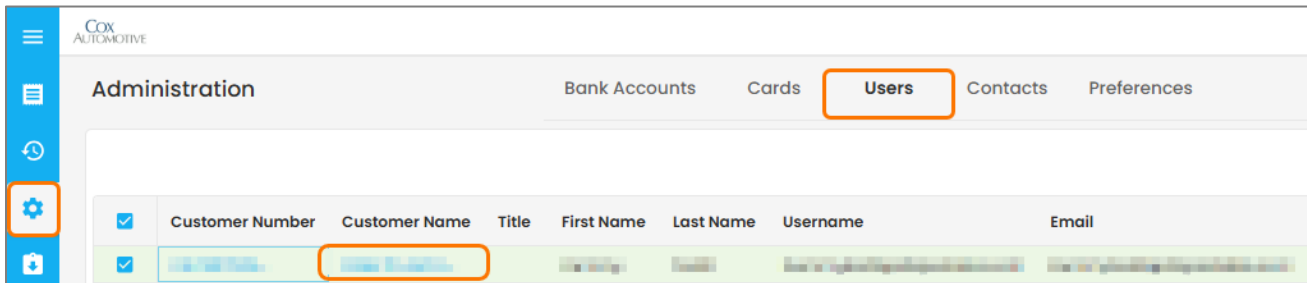 COX
AUTOMOTIVE
Administration Bank Accounts Cards Users Contacts Preferences
Customer Number Customer Name Title First Name Last Name Username Email